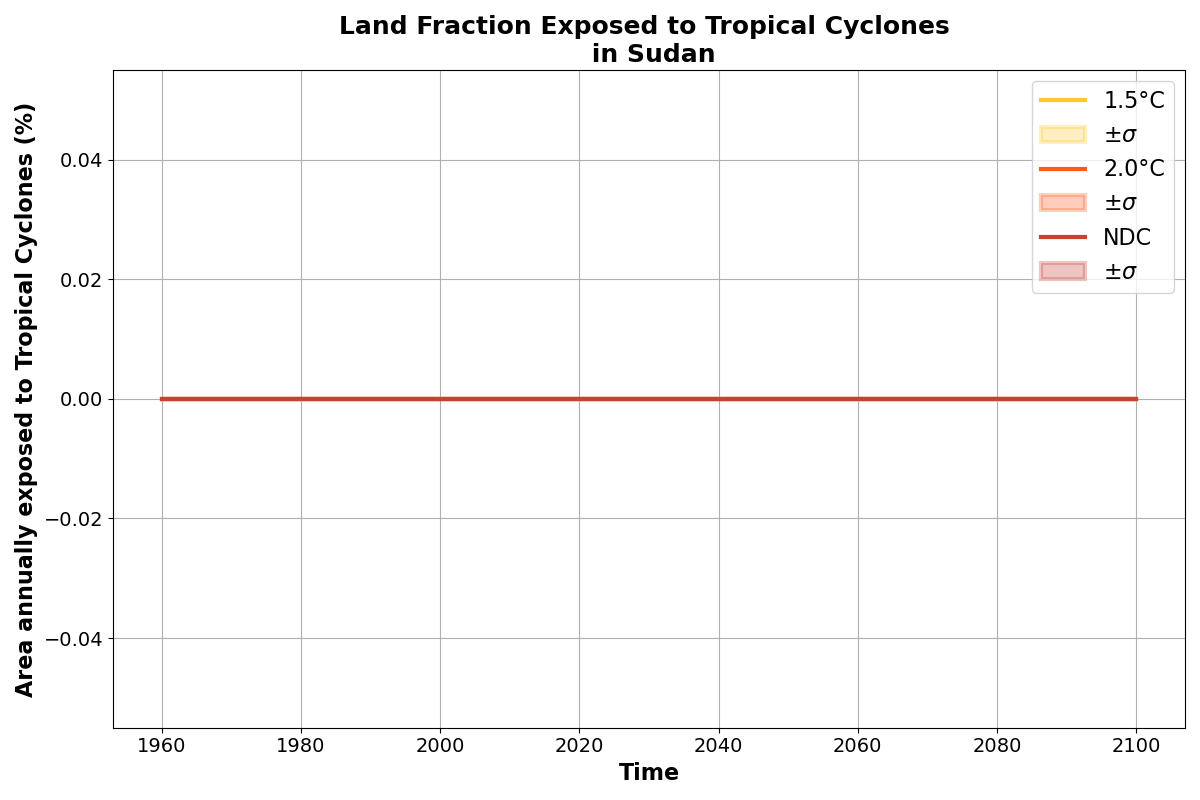 Land Fraction Exposed to Tropical Cyclones
in Sudan
Area annually exposed to Tropical Cyclones (%)
0.04
0.02
0.00
−0.02
−0.04
1960 1980 2000 2020 2040 2060 2080 2100
Time
1.5°C
±σ
2.0°C
±σ
NDC
±σ